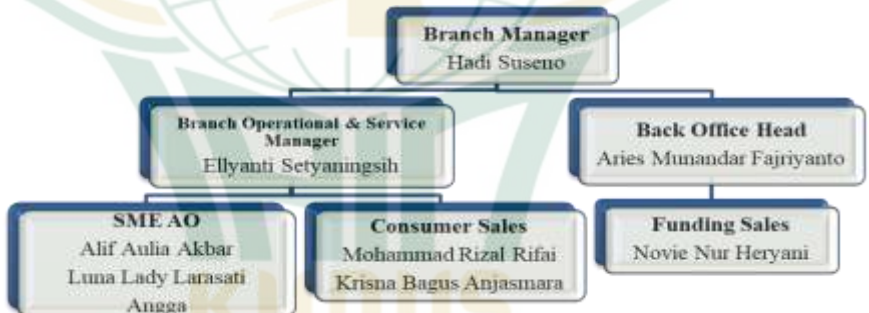 Branch Manager
Hadi Suseno
Branch Operational & Service
Manager
Ellyanti Setyaningsih
Back Office Head
Aries Munandar Fajriyanto
SME AO
Alif Aulia Akbar
Luna Lady Larasati
Angga
Consumer Sales
Mohammad Rizal Rifai
Krisna Bagus Anjasmara
Funding Sales
Novie Nur Heryani